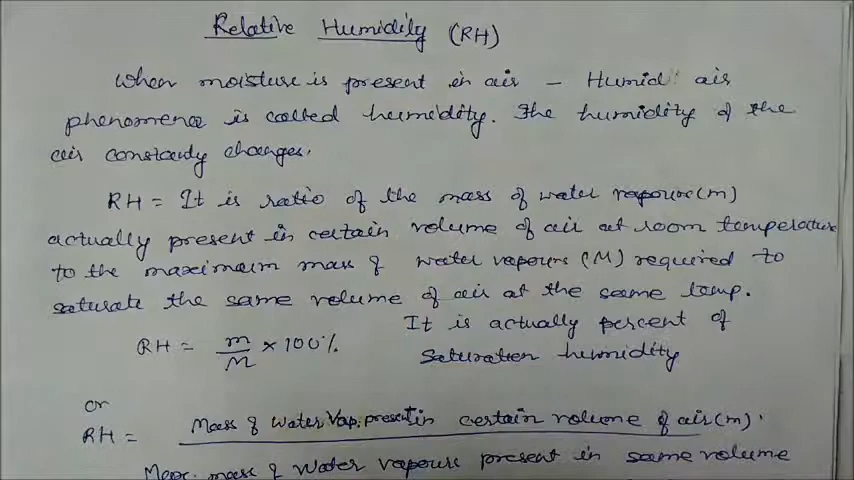 Relative Humidity (RH)
When moisture is present in air - Humid air
phenomena is called humidity. The humidity of the
air constantly changes.
RH = It is ratio of the mass of water vapours (m)
actually present in certain volume of air at room temperature
to the maximum mass of water vapours (M) required to
saturate the same volume of air at the same temp.
RH = m/M × 100%
It is actually percent of
saturation humidity
or
RH = Mass of water vap. present in certain volume of air (m).
Max. mass of water vapours present in same volume